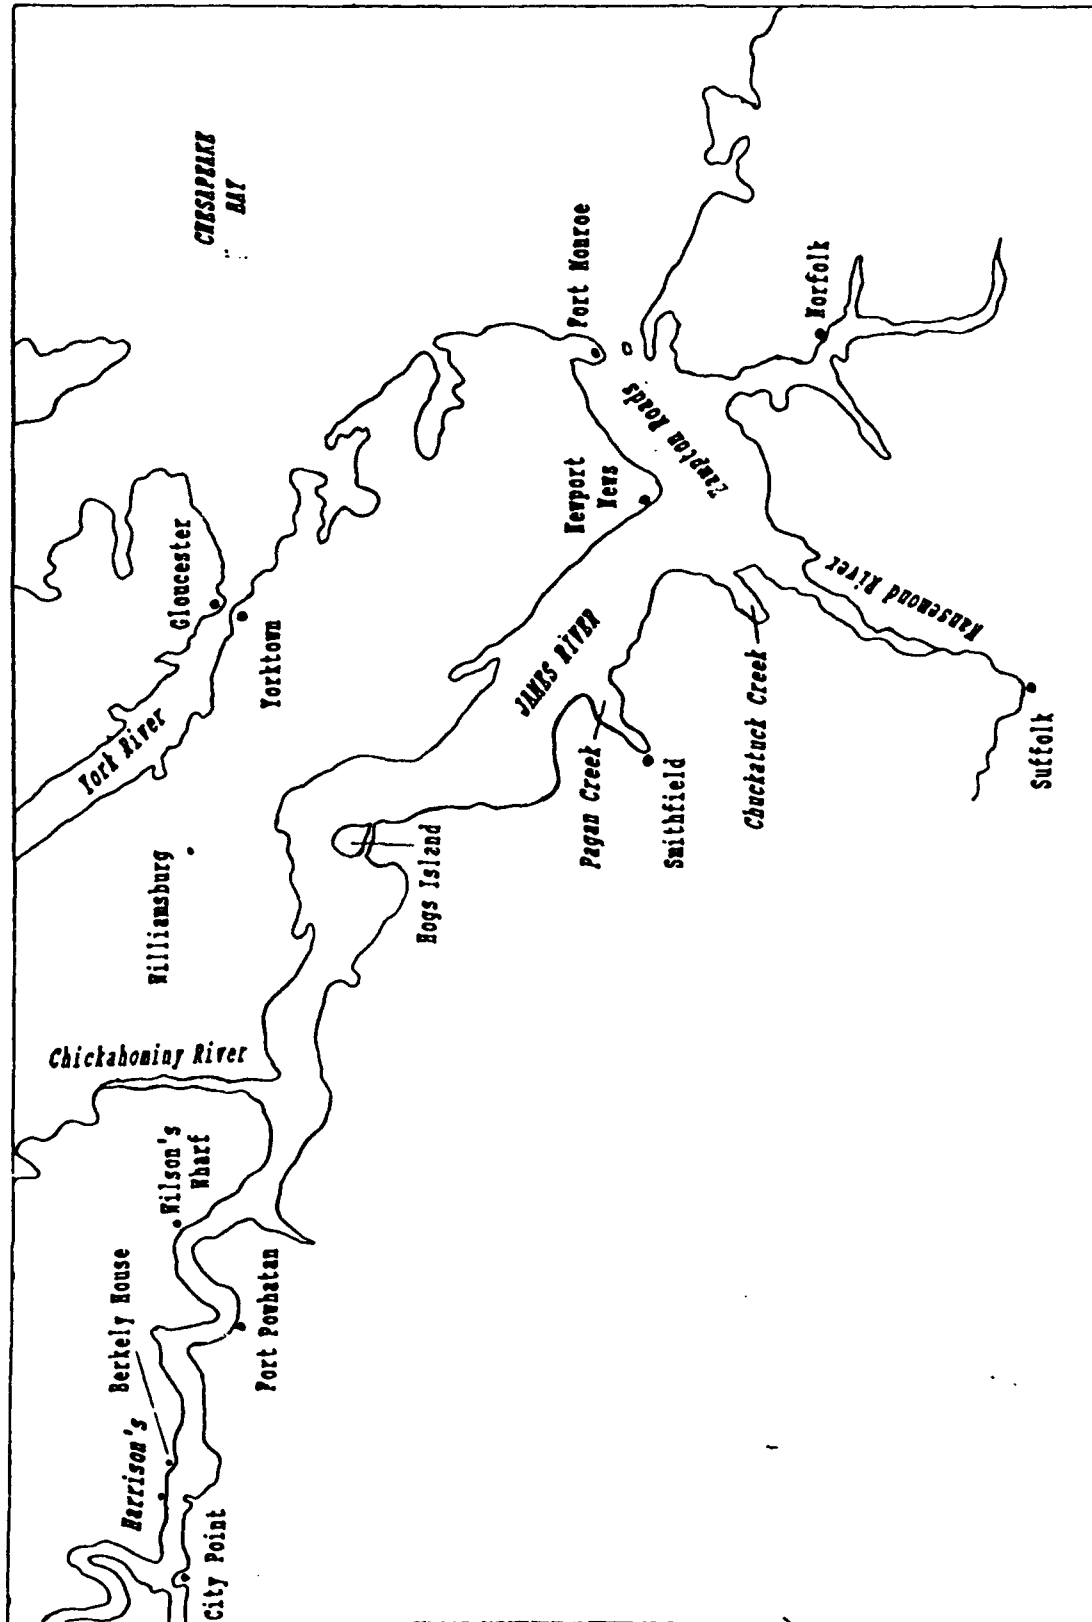 CHESAPEAKE
BAY
Gloucester
York River
Yorktown
Williamsburg
Chickahominy River
Wilson's
Wharf
Berkely House
Harrison's
City Point
Fort Powhatan
Hogs Island
JAMES RIVER
Newport
News
Fort Monroe
Hampton Roads
Norfolk
Pagan Creek
Smithfield
Chuckatuck Creek
Nansemond River
Suffolk